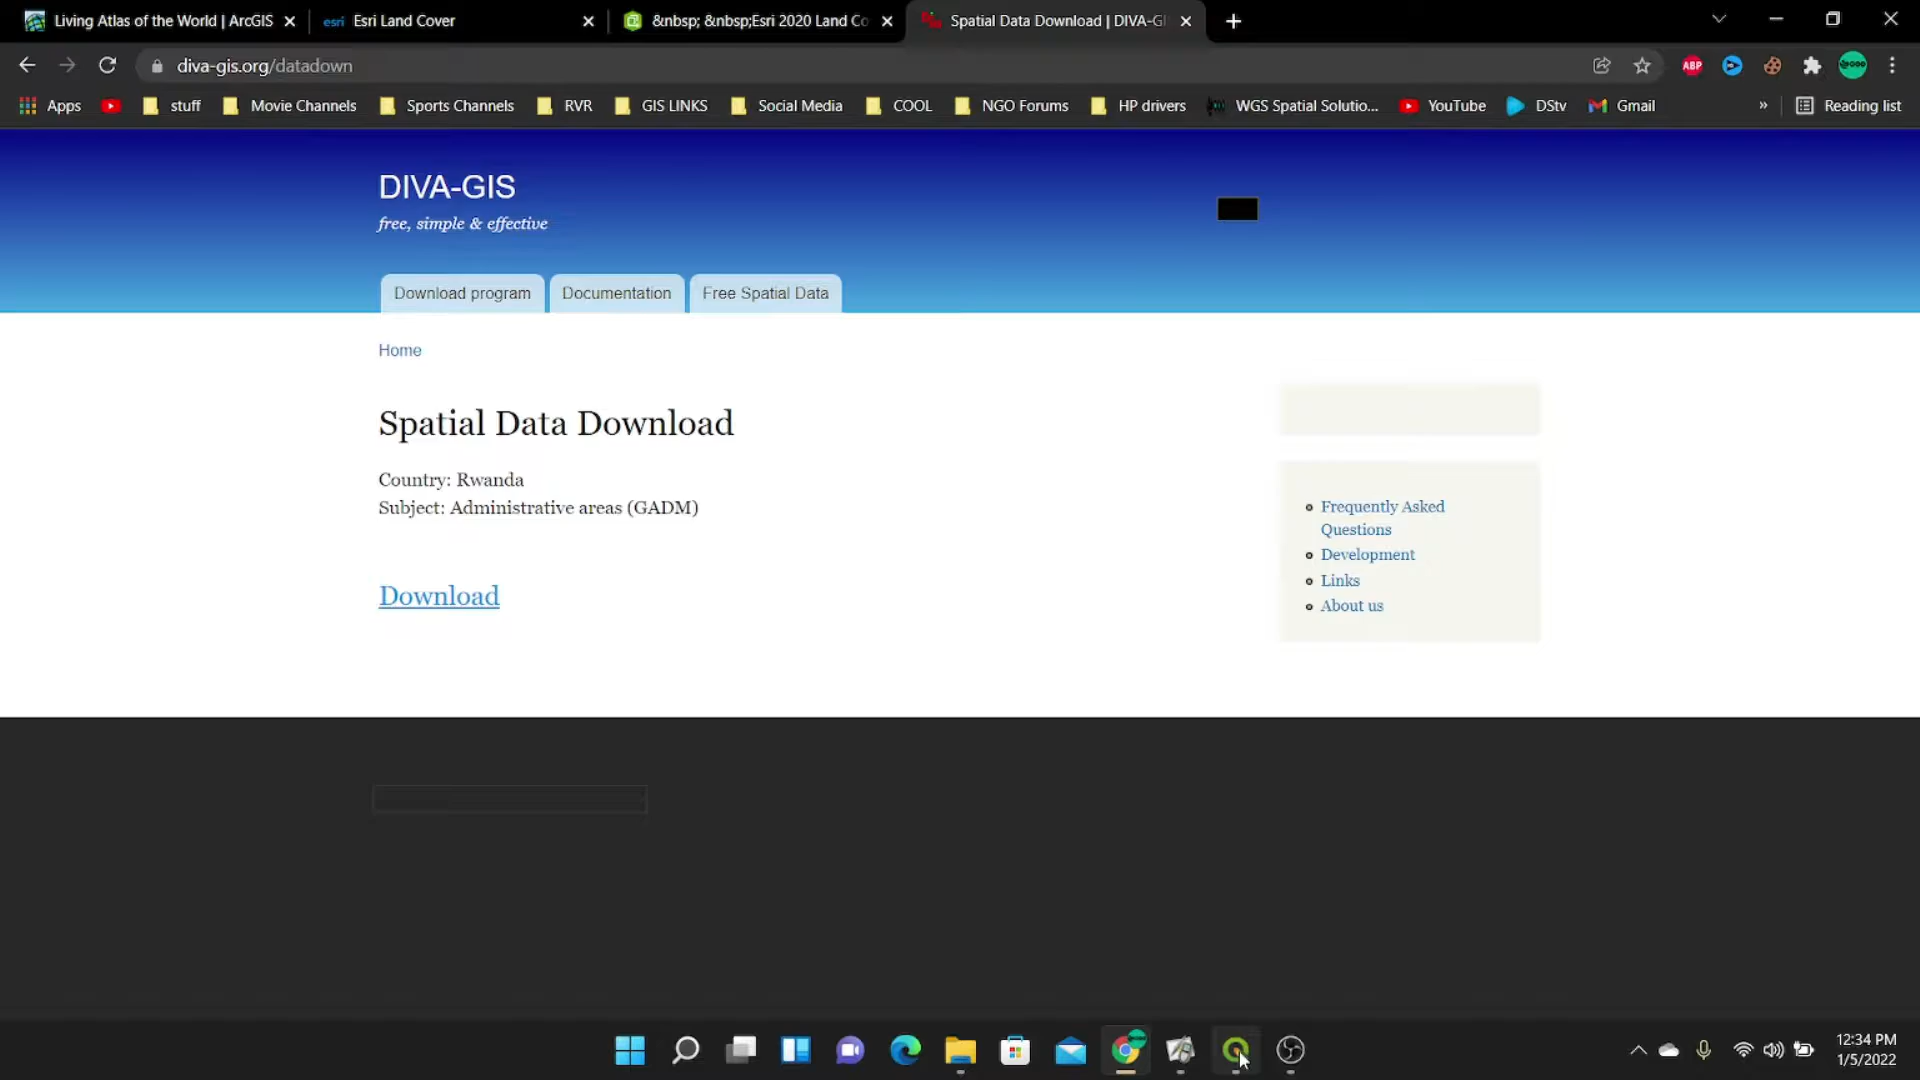 Living Atlas of the World | ArcGIS
esri Esri Land Cover
&nbsp; &nbsp;Esri 2020 Land Co
Spatial Data Download | DIVA-GI
diva-gis.org/datadown
ABP
Apps
stuff
Movie Channels
Sports Channels
RVR
GIS LINKS
Social Media
COOL
NGO Forums
HP drivers
WGS Spatial Solutio...
YouTube
DStv
Gmail
»
Reading list
DIVA-GIS
free, simple & effective
Download program
Documentation
Free Spatial Data
Home
Spatial Data Download
Country: Rwanda
Subject: Administrative areas (GADM)
Download
Frequently Asked
Questions
Development
Links
About us
12:34 PM
1/5/2022